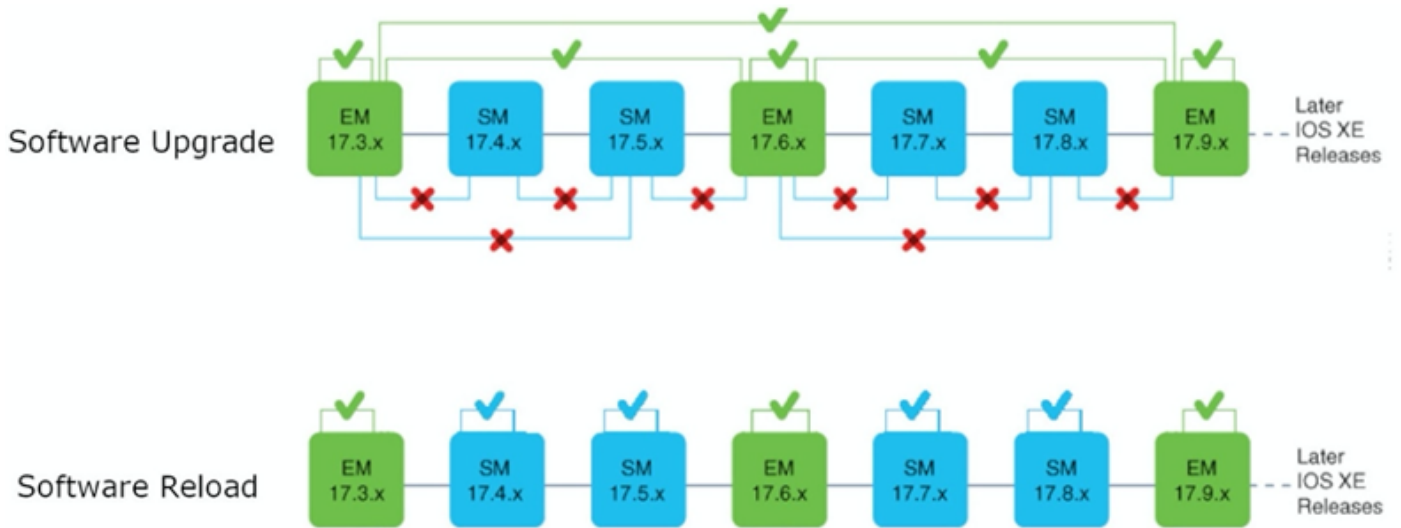 EM
17.3.x
SM
17.4.x
SM
17.5.x
EM
17.6.x
SM
17.7.x
SM
17.8.x
EM
17.9.x
Later
IOS XE
Releases
Software Upgrade
EM
17.3.x
SM
17.4.x
SM
17.5.x
EM
17.6.x
SM
17.7.x
SM
17.8.x
EM
17.9.x
Later
IOS XE
Releases
Software Reload